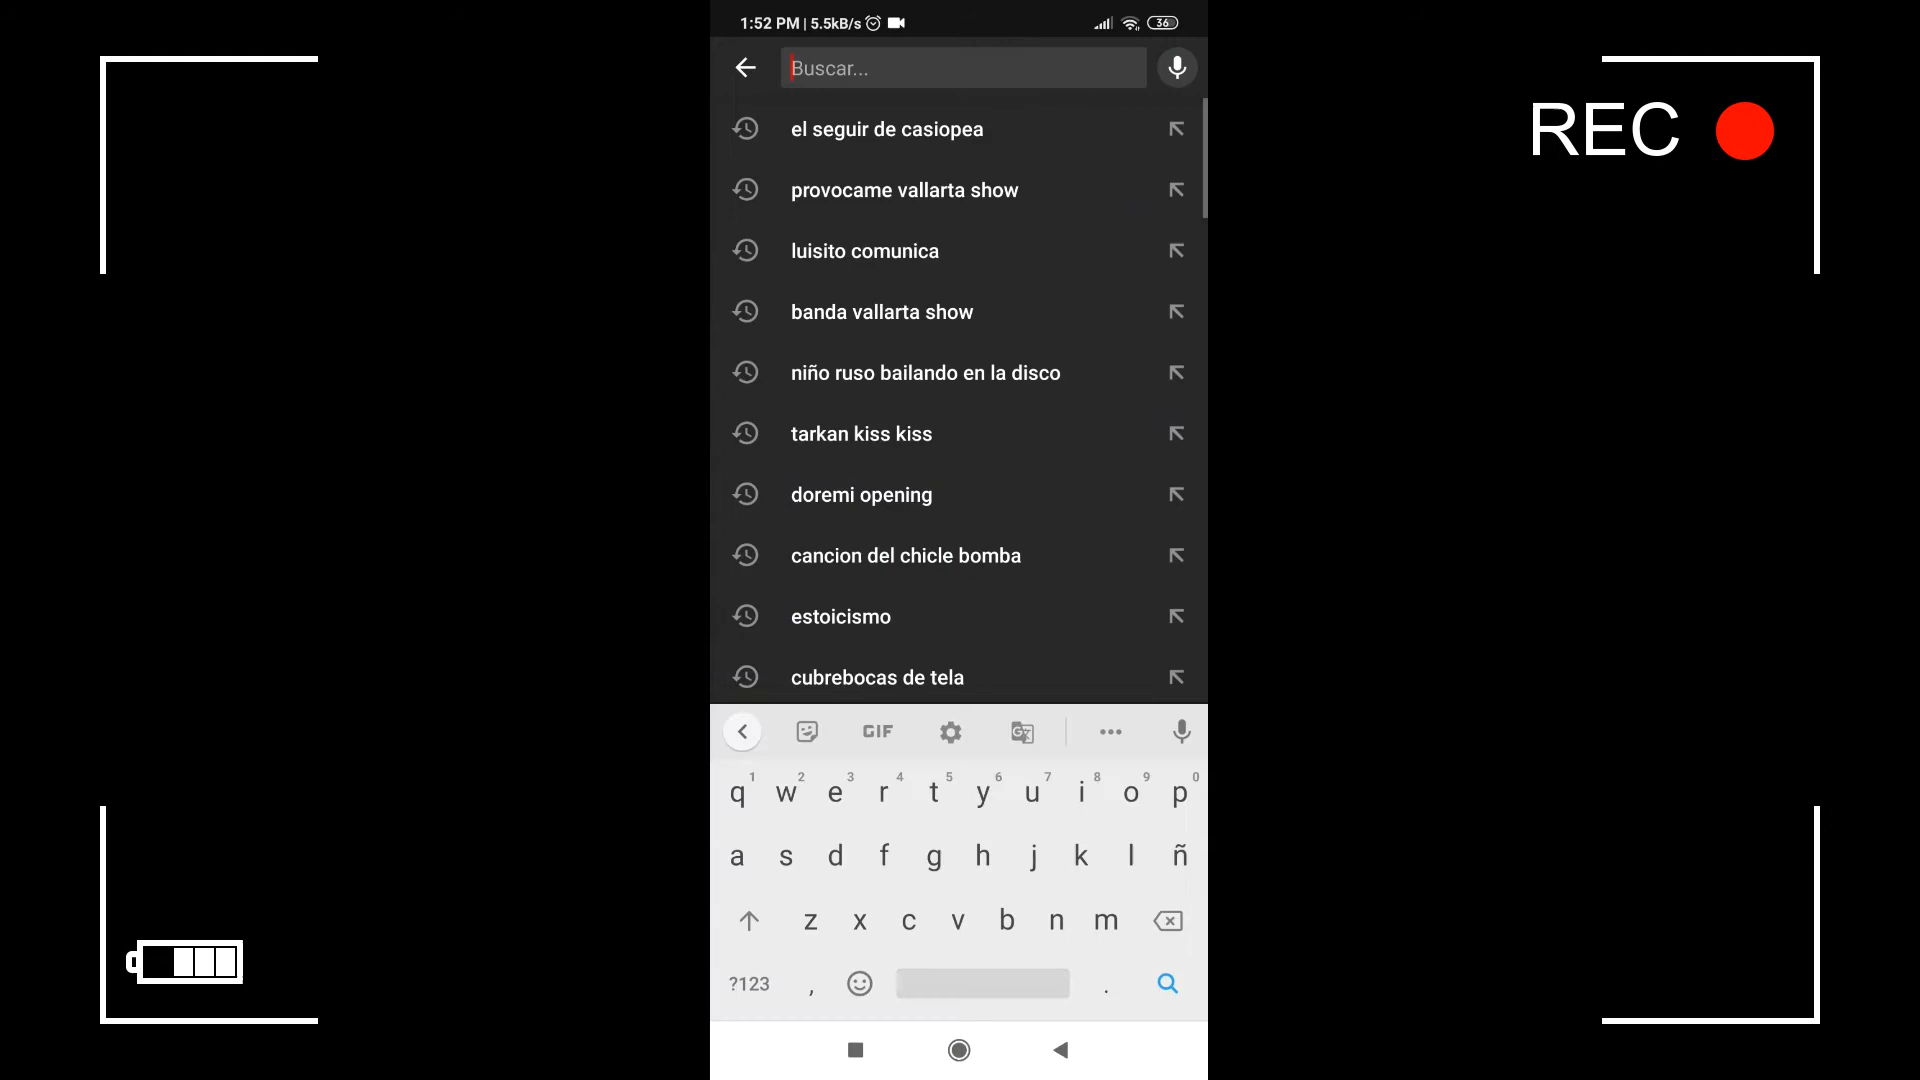 1:52 PM | 5.5kB/s 36
Buscar...
REC
el seguir de casiopea
provocame vallarta show
luisito comunica
banda vallarta show
niño ruso bailando en la disco
tarkan kiss kiss
doremi opening
cancion del chicle bomba
estoicismo
cubrebocas de tela
GIF
1 2 3 4 5 6 7 8 9 0
q w e r t y u i o p
a s d f g h j k l ñ
z x c v b n m
?123 , .